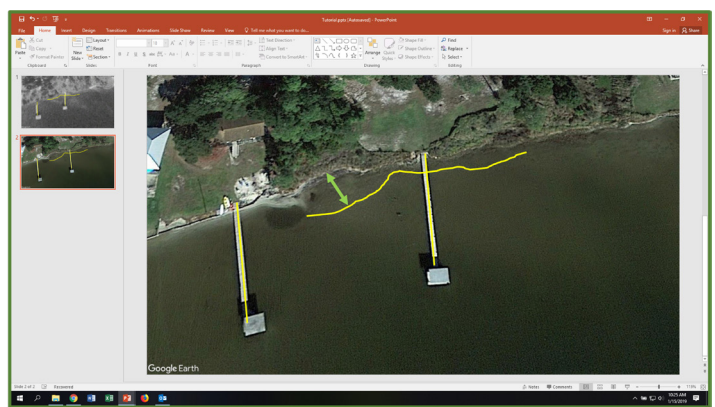 Tutorial.pptx [Autosaved] - PowerPoint
Sign in
Share
File Home Insert Design Transitions Animations Slide Show Review View Tell me what you want to do...
Paste
Cut
Copy
Format Painter
Clipboard
New Slide
Layout
Reset
Section
Slides
Font
Text Direction
Align Text
Convert to SmartArt
Paragraph
Arrange
Quick Styles
Shape Fill
Shape Outline
Shape Effects
Drawing
Find
Replace
Select
Editing
1
2
Google Earth
Slide 2 of 2 Recovered
Notes Comments
119%
10:25 AM
1/15/2019